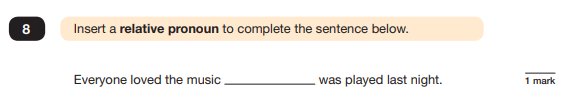 8 Insert a relative pronoun to complete the sentence below.
Everyone loved the music _____________ was played last night.
1 mark